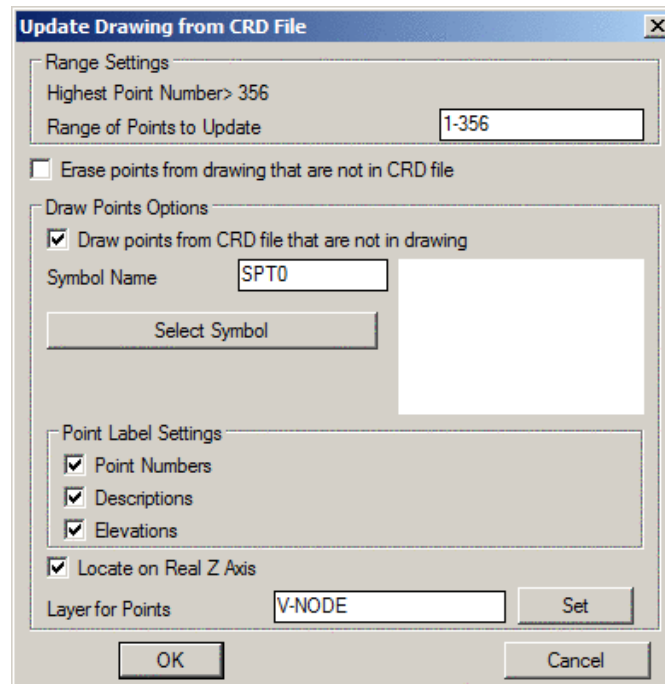 Update Drawing from CRD File
Range Settings
Highest Point Number> 356
Range of Points to Update 1-356
Erase points from drawing that are not in CRD file
Draw Points Options
Draw points from CRD file that are not in drawing
Symbol Name SPT0
Select Symbol
Point Label Settings
Point Numbers
Descriptions
Elevations
Locate on Real Z Axis
Layer for Points V-NODE Set
OK Cancel